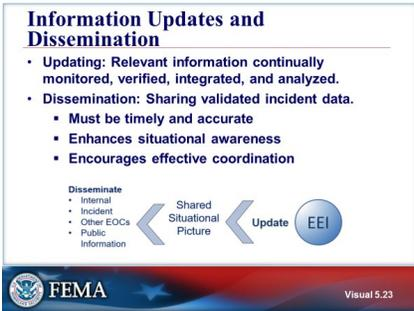 Information Updates and
Dissemination
• Updating: Relevant information continually
monitored, verified, integrated, and analyzed.
• Dissemination: Sharing validated incident data.
▪ Must be timely and accurate
▪ Enhances situational awareness
▪ Encourages effective coordination
Disseminate
• Internal
• Incident
• Other EOCs
• Public
Information
Shared
Situational
Picture
Update
EEI
FEMA
Visual 5.23